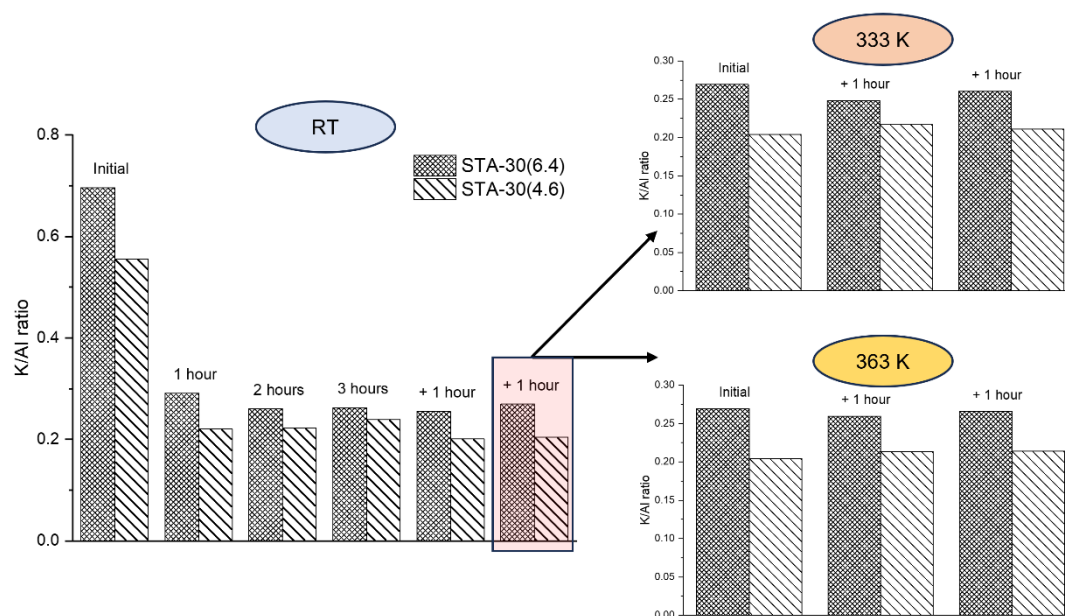 RT
STA-30(6.4)
STA-30(4.6)
K/Al ratio
0.8
0.6
0.4
0.2
0.0
Initial
1 hour
2 hours
3 hours
+ 1 hour
+ 1 hour
333 K
K/Al ratio
0.30
0.25
0.20
0.15
0.10
0.05
0.00
Initial
+ 1 hour
+ 1 hour
363 K
K/Al ratio
0.30
0.25
0.20
0.15
0.10
0.05
0.00
Initial
+ 1 hour
+ 1 hour